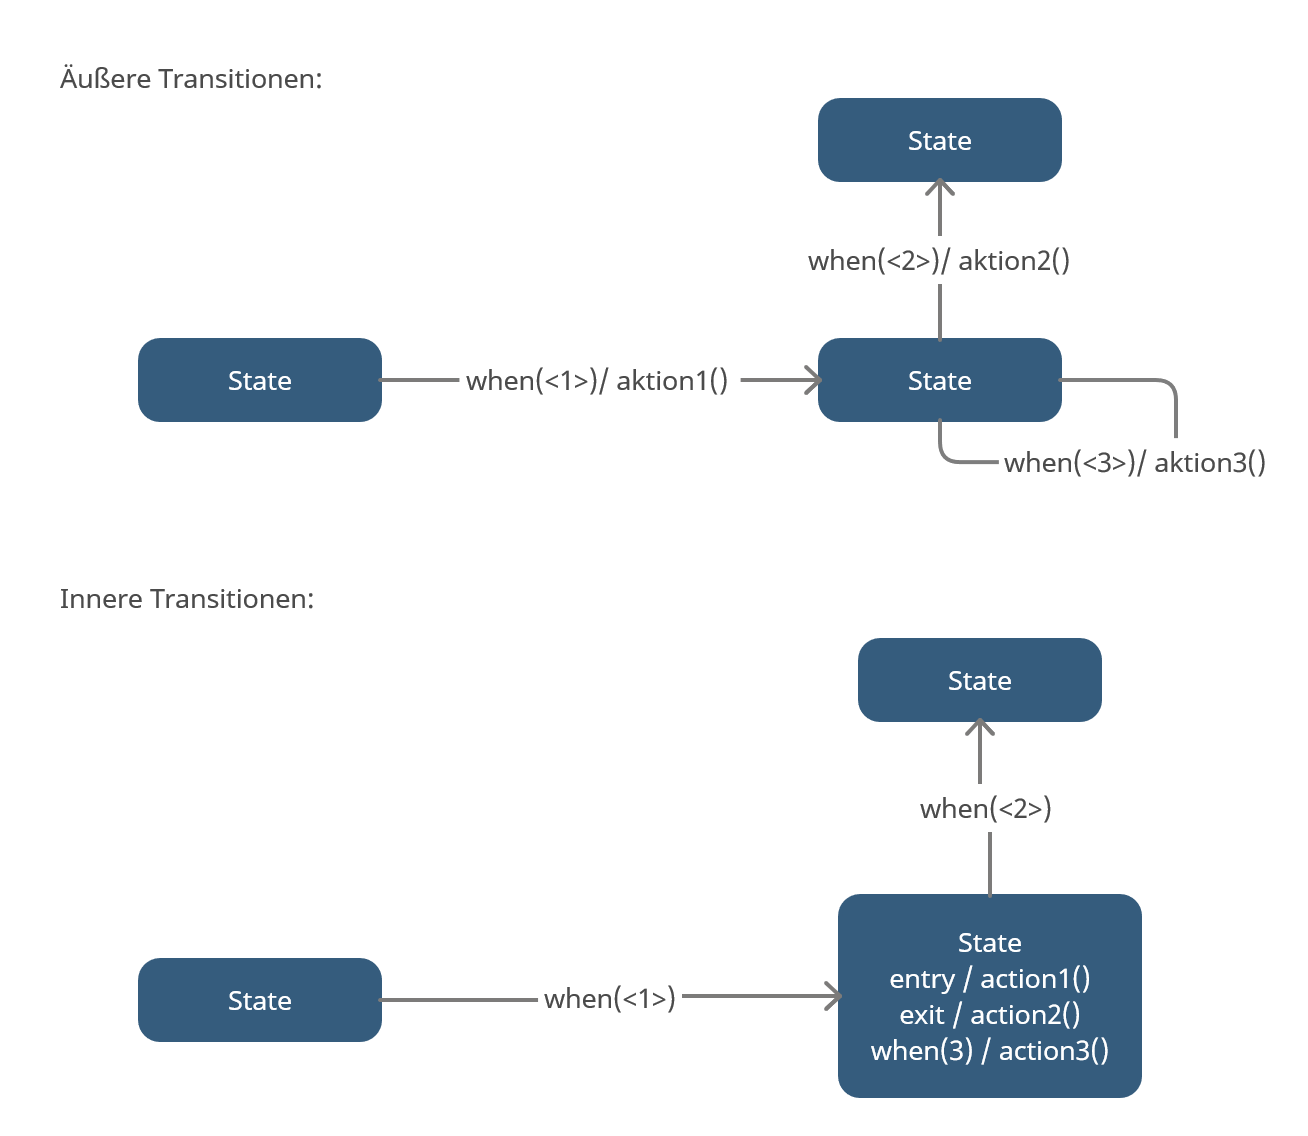 Äußere Transitionen:
State
when(<2>)/ aktion2()
State
when(<1>)/ aktion1()
State
when(<3>)/ aktion3()
Innere Transitionen:
State
when(<2>)
State
entry / action1()
exit / action2()
when(3) / action3()
State
when(<1>)